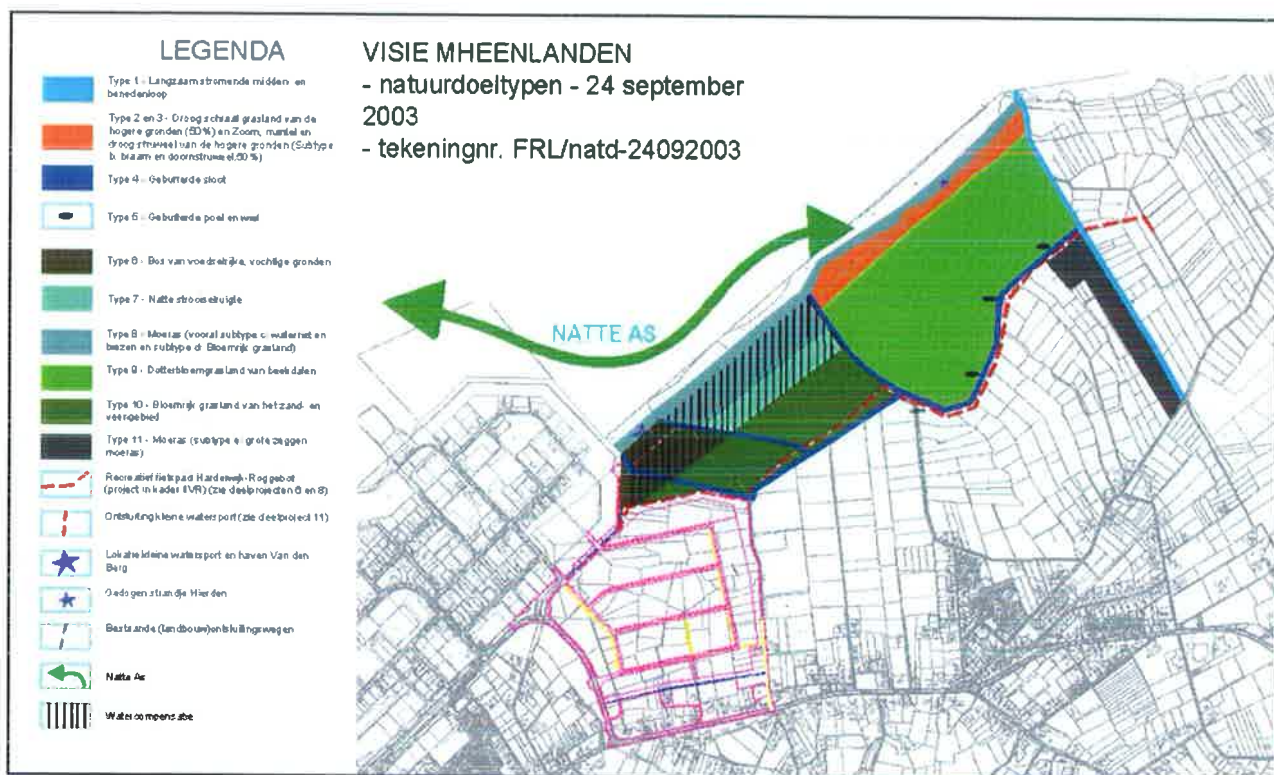 LEGENDA
Type 1 - Langzaam stromende midden- en
benedenloop
Type 2 en 3 - Droog schraal grasland van de
hogere gronden (50%) en Zoom, mantel en
droog struweel van de hogere gronden (Subtype
b. braam en doornstruweel, 50%)
Type 4 - Gebufferde sloot
Type 5 - Gebufferde poel en wiel
Type 6 - Bos van voedselrijke, vochtige gronden
Type 7 - Natte strooiselruigte
Type 8 - Moeras (vooral subtype c: waterriet en
biezen en subtype d: Bloemrijk grasland)
Type 9 - Dotterbloemgrasland van beekdalen
Type 10 - Bloemrijk grasland van het zand- en
veengebied
Type 11 - Moeras (subtype e: grote zeggen
moeras)
Recreatief fietspad Harderwijk-Roggebot
(project in kader IIVR) (zie deelprojecten 6 en 8)
Ontsluiting kleine watersport (zie deelproject 11)
Lokatie kleine watersport en haven Van den
Berg
Gedogen strandje Hierden
Bestaande (landbouw)ontsluitingswegen
Natte As
Watercompensatie
VISIE MHEENLANDEN
- natuurdoeltypen - 24 september
2003
- tekeningnr. FRL/natd-24092003
NATTE AS